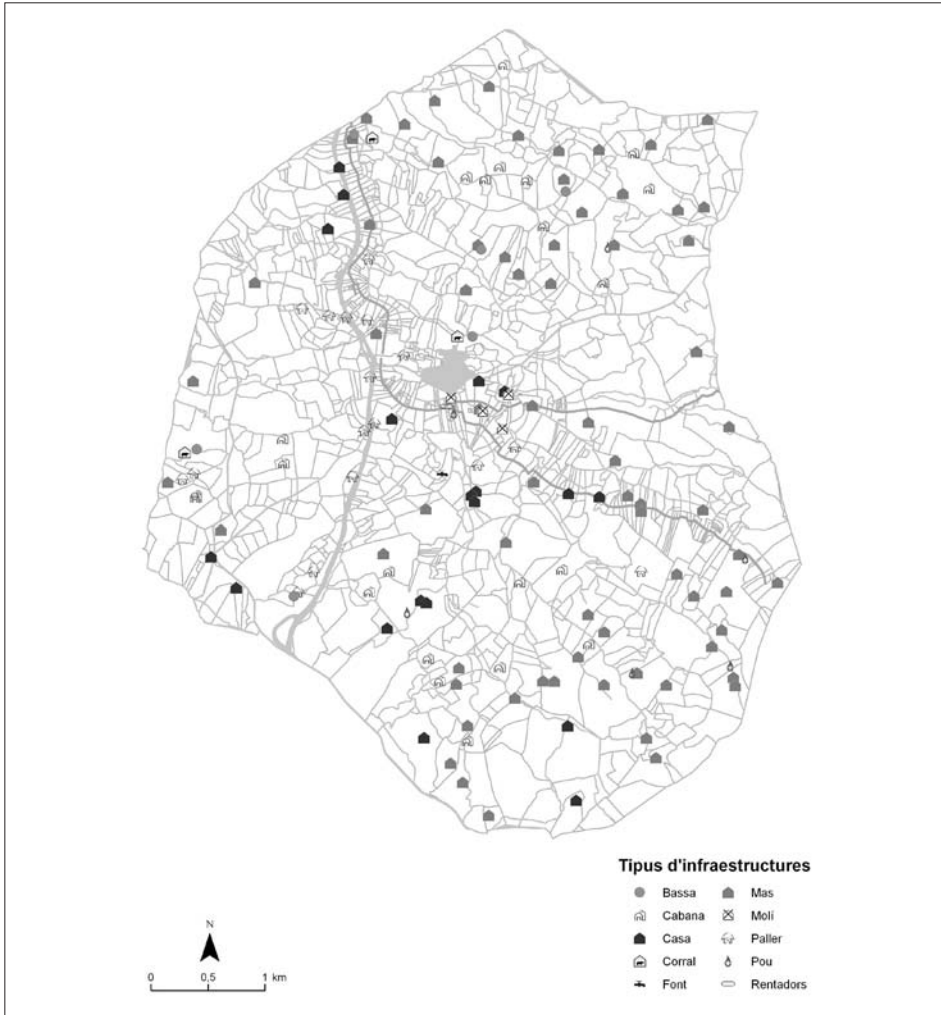 Tipus d'infraestructures
Bassa Mas
Cabana Molí
Casa Paller
Corral Pou
Font Rentadors
N
0 0,5 1 km